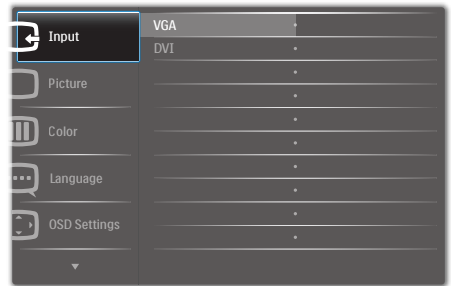 Input
VGA
DVI
Picture
Color
Language
OSD Settings